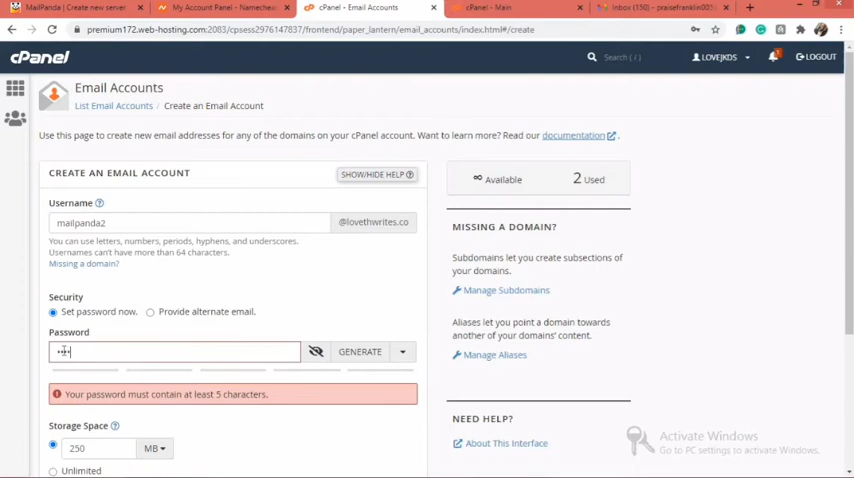 MailPanda | Create new server
My Account Panel - Namecheap
cPanel - Email Accounts
cPanel - Main
Inbox (150) - praisefranklin005
premium172.web-hosting.com:2083/cpsess2976147837/frontend/paper_lantern/email_accounts/index.html#/create
cPanel
Search ( / )
LOVEJKDS
LOGOUT
Email Accounts
List Email Accounts / Create an Email Account
Use this page to create new email addresses for any of the domains on your cPanel account. Want to learn more? Read our documentation.
CREATE AN EMAIL ACCOUNT
SHOW/HIDE HELP
∞ Available
2 Used
Username
mailpanda2
@lovethwrites.co
You can use letters, numbers, periods, hyphens, and underscores.
Usernames can't have more than 64 characters.
Missing a domain?
Security
Set password now.
Provide alternate email.
Password
GENERATE
Your password must contain at least 5 characters.
Storage Space
250
MB
Unlimited
MISSING A DOMAIN?
Subdomains let you create subsections of
your domains.
Manage Subdomains
Aliases let you point a domain towards
another of your domains' content.
Manage Aliases
NEED HELP?
About This Interface
Activate Windows
Go to PC settings to activate Windows.